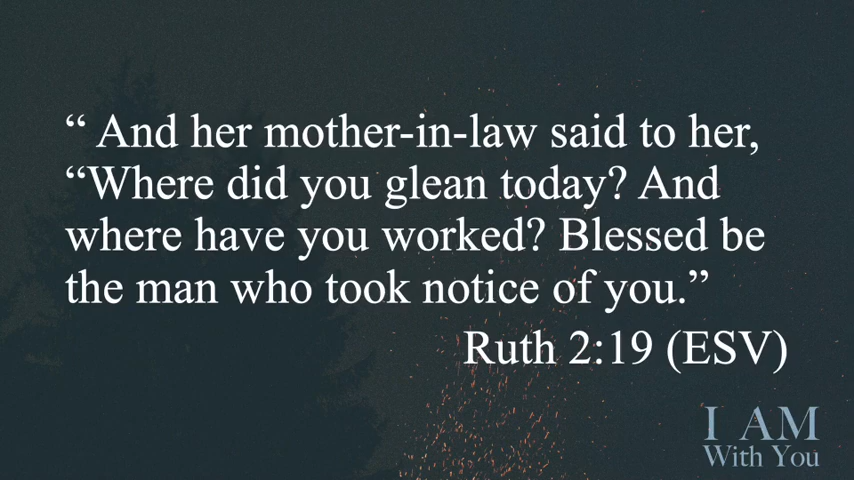 “ And her mother-in-law said to her,
“Where did you glean today? And
where have you worked? Blessed be
the man who took notice of you.”
Ruth 2:19 (ESV)
I AM
With You